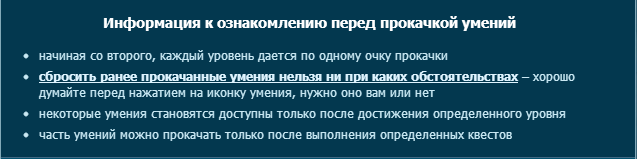 Информация к ознакомлению перед прокачкой умений
• начиная со второго, каждый уровень дается по одному очку прокачки
• сбросить ранее прокачанные умения нельзя ни при каких обстоятельствах – хорошо
думайте перед нажатием на иконку умения, нужно оно вам или нет
• некоторые умения становятся доступны только после достижения определенного уровня
• часть умений можно прокачать только после выполнения определенных квестов